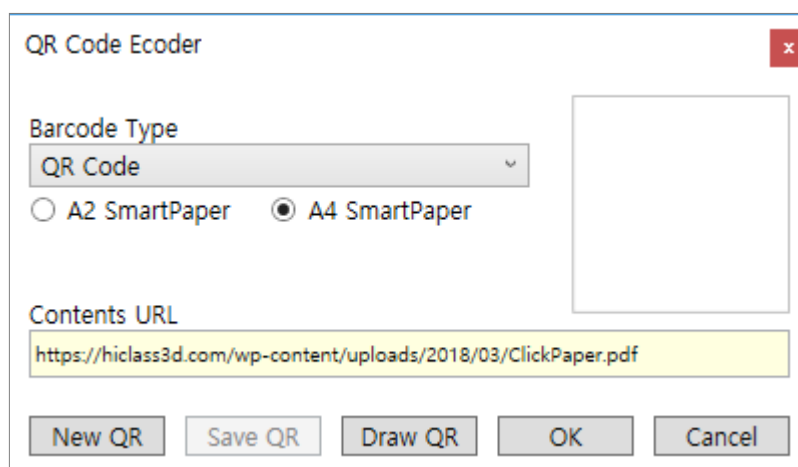 QR Code Ecoder
x
Barcode Type
QR Code
A2 SmartPaper
A4 SmartPaper
Contents URL
https://hiclass3d.com/wp-content/uploads/2018/03/ClickPaper.pdf
New QR
Save QR
Draw QR
OK
Cancel